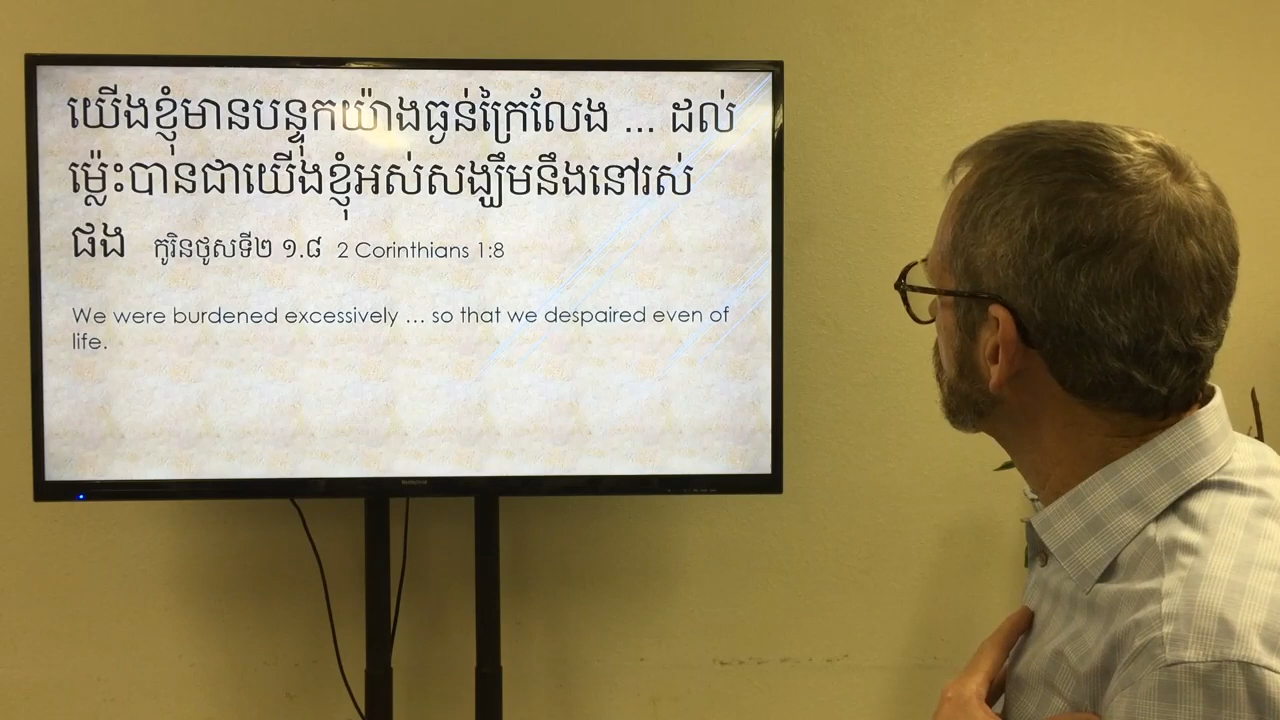 យើងខ្ញុំមានបន្ទុកយ៉ាងធ្ងន់ក្រៃលែង ... ដល់
ម្ល៉េះបានជាយើងខ្ញុំអស់សង្ឃឹមនឹងនៅរស់
ផង កូរិនថូសទី២ ១.៨ 2 Corinthians 1:8
We were burdened excessively ... so that we despaired even of
life.